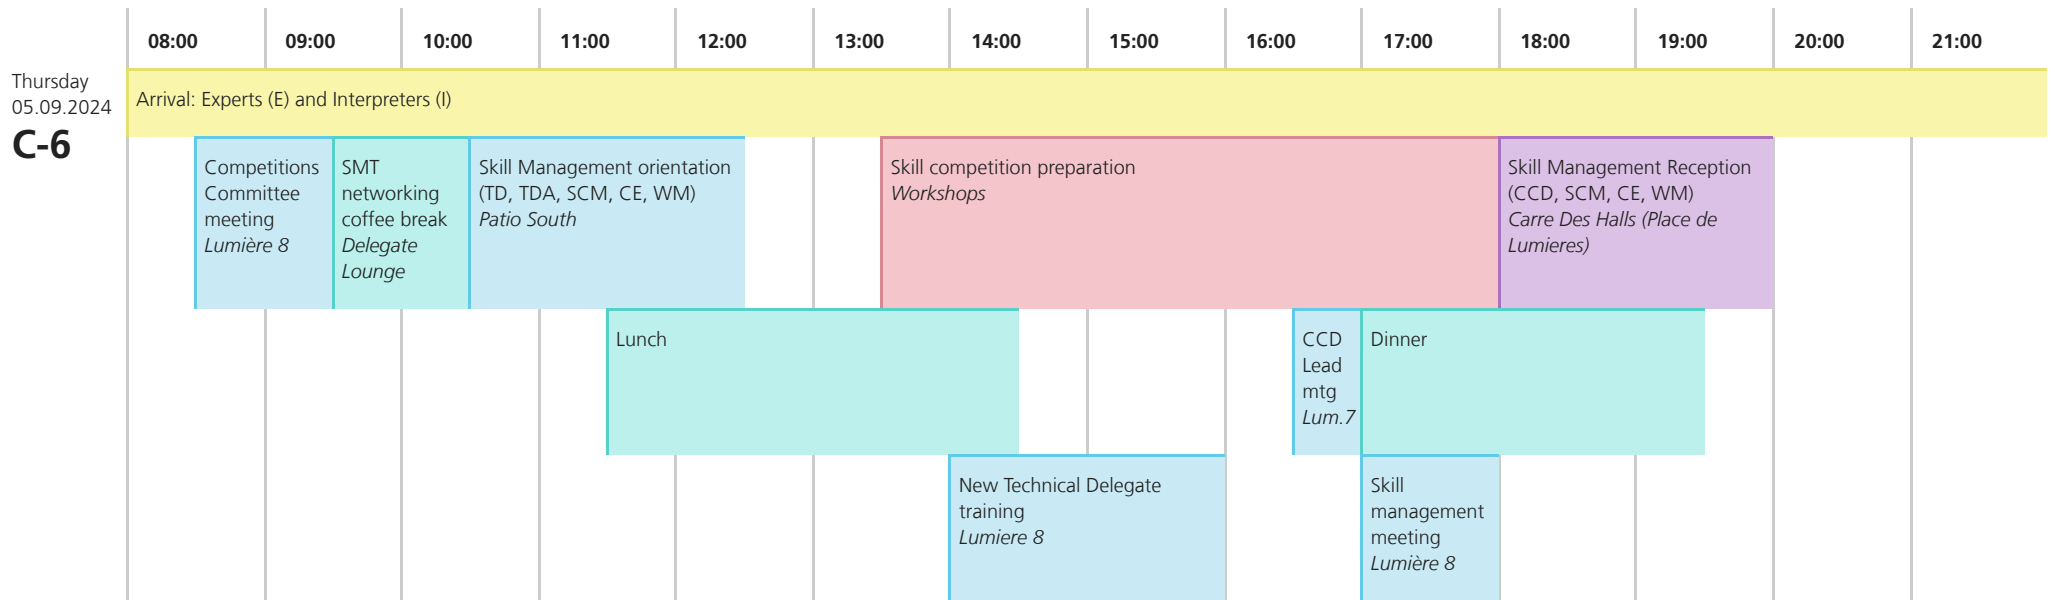 08:00 09:00 10:00 11:00 12:00 13:00 14:00 15:00 16:00 17:00 18:00 19:00 20:00 21:00
Thursday
05.09.2024
C-6
Arrival: Experts (E) and Interpreters (I)
Competitions
Committee
meeting
Lumière 8
SMT
networking
coffee break
Delegate
Lounge
Skill Management orientation
(TD, TDA, SCM, CE, WM)
Patio South
Skill competition preparation
Workshops
Skill Management Reception
(CCD, SCM, CE, WM)
Carre Des Halls (Place de
Lumieres)
Lunch
CCD
Lead
mtg
Lum.7
Dinner
New Technical Delegate
training
Lumiere 8
Skill
management
meeting
Lumière 8